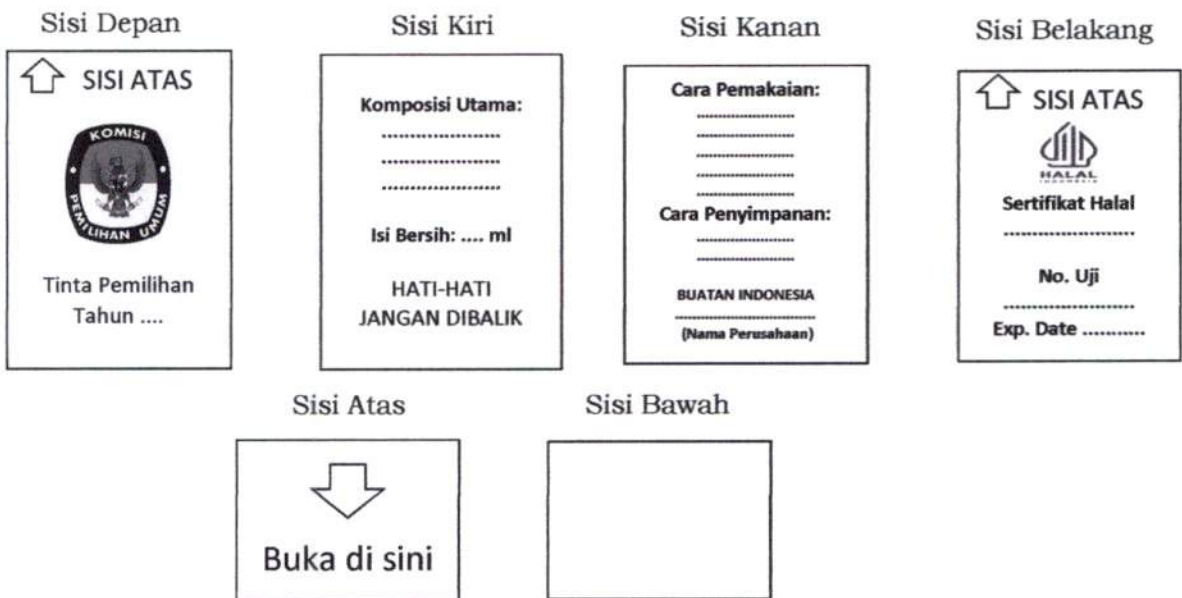 Sisi Depan
SISI ATAS
KOMISI
PEMILIHAN UMUM
Tinta Pemilihan
Tahun ....
Sisi Kiri
Komposisi Utama:
....................
....................
....................
Isi Bersih: .... ml
HATI-HATI
JANGAN DIBALIK
Sisi Kanan
Cara Pemakaian:
....................
....................
....................
....................
....................
Cara Penyimpanan:
....................
....................
BUATAN INDONESIA
............................
(Nama Perusahaan)
Sisi Belakang
SISI ATAS
HALAL
INDONESIA
Sertifikat Halal
......................
No. Uji
......................
Exp. Date ...........
Sisi Atas
Buka di sini
Sisi Bawah